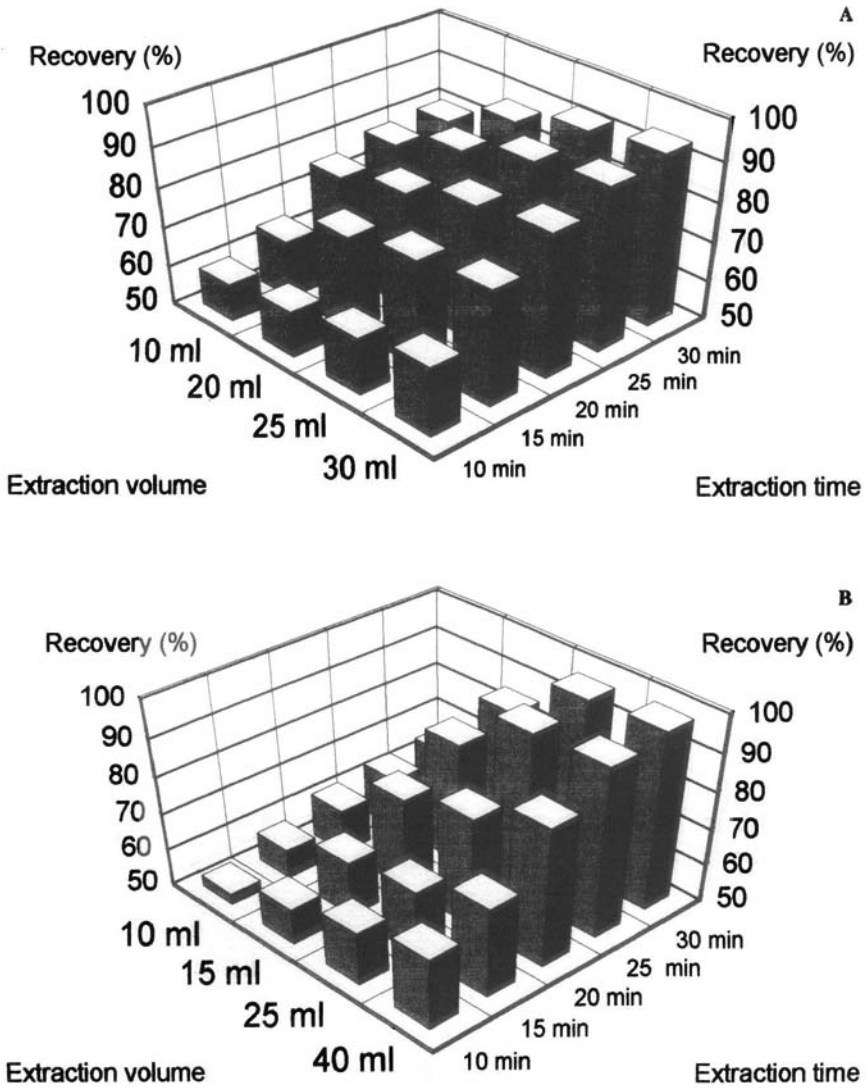 A
Recovery (%)
Recovery (%)
100
90
80
70
60
50
100
90
80
70
60
50
10 ml
20 ml
25 ml
30 ml
30 min
25 min
20 min
15 min
10 min
Extraction volume
Extraction time
B
Recovery (%)
Recovery (%)
100
90
80
70
60
50
100
90
80
70
60
50
10 ml
15 ml
25 ml
40 ml
30 min
25 min
20 min
15 min
10 min
Extraction volume
Extraction time